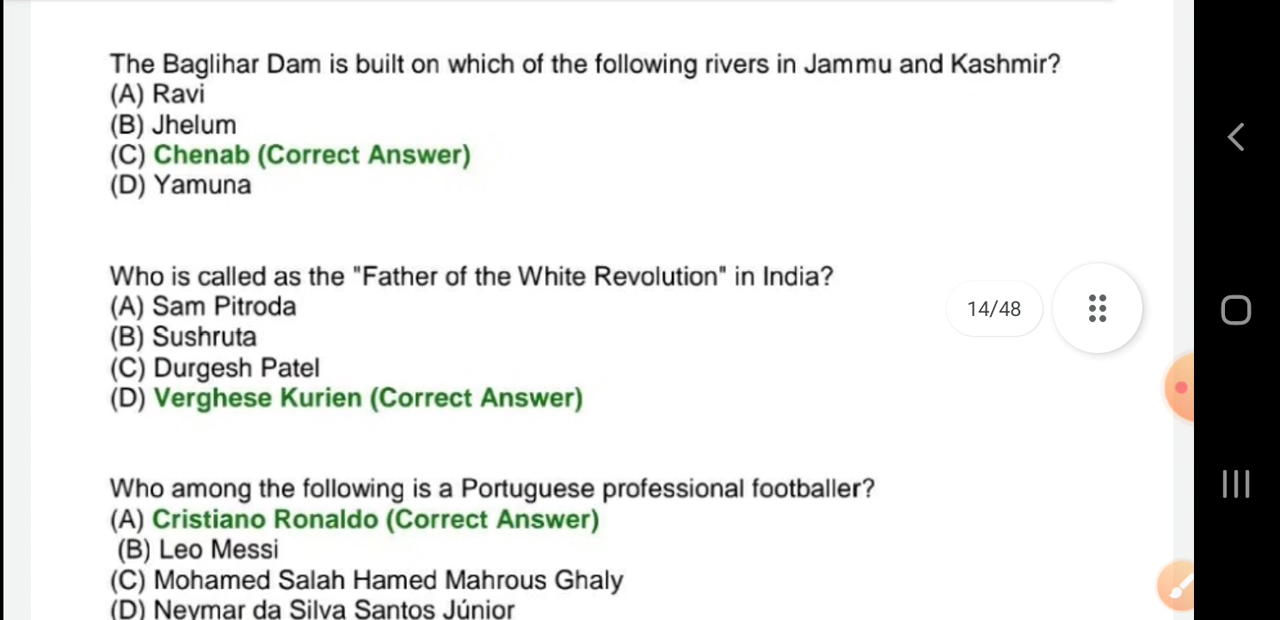 The Baglihar Dam is built on which of the following rivers in Jammu and Kashmir?
(A) Ravi
(B) Jhelum
(C) Chenab (Correct Answer)
(D) Yamuna
Who is called as the "Father of the White Revolution" in India?
(A) Sam Pitroda
(B) Sushruta
(C) Durgesh Patel
(D) Verghese Kurien (Correct Answer)
14/48
Who among the following is a Portuguese professional footballer?
(A) Cristiano Ronaldo (Correct Answer)
(B) Leo Messi
(C) Mohamed Salah Hamed Mahrous Ghaly
(D) Neymar da Silva Santos Júnior